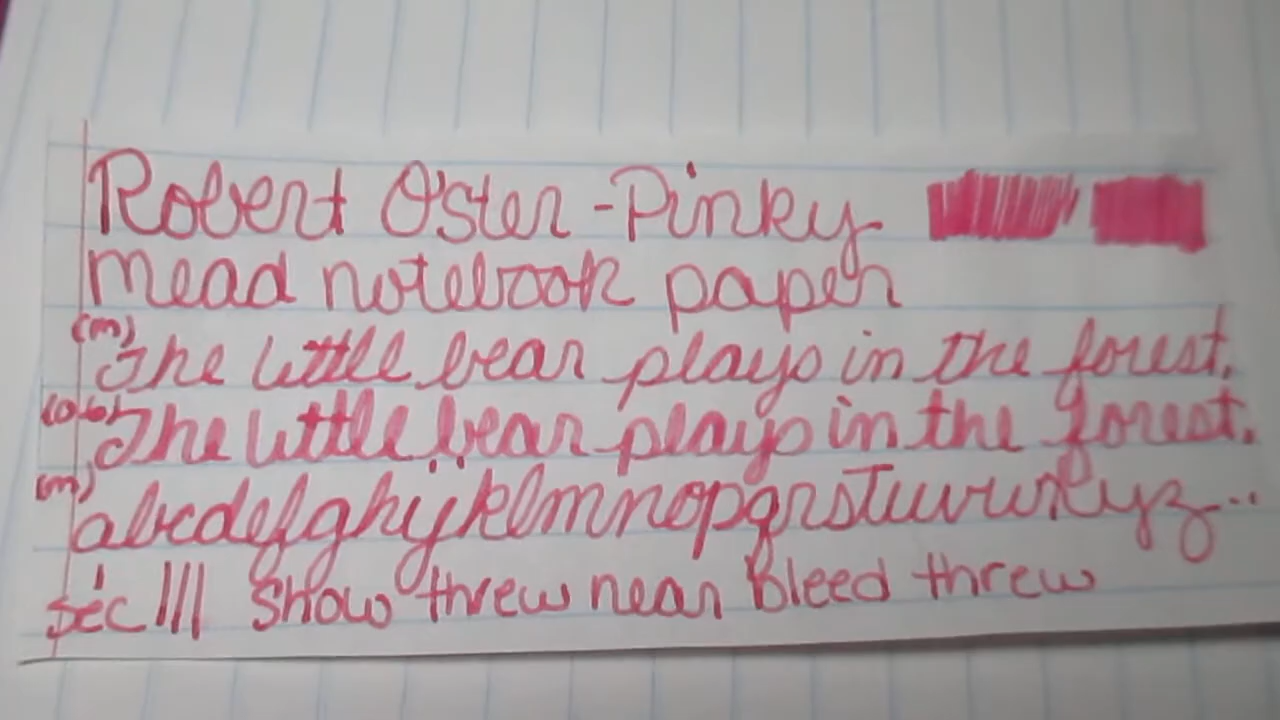 Robert Oster - Pinky
Mead notebook paper
(m) The little bear plays in the forest.
The little bear plays in the forest.
(m) abcdefghijklmnopqrstuvwxyz..
sec ||| show threw near bleed threw